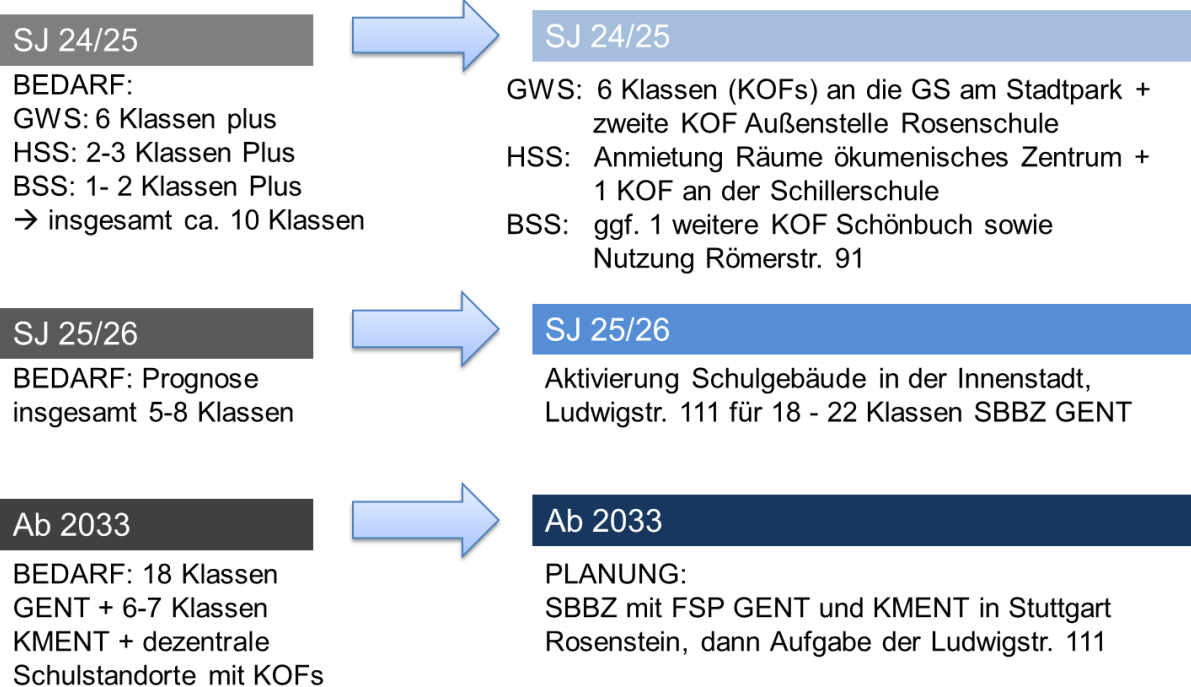 SJ 24/25
BEDARF:
GWS: 6 Klassen plus
HSS: 2-3 Klassen Plus
BSS: 1- 2 Klassen Plus
→ insgesamt ca. 10 Klassen
SJ 24/25
GWS: 6 Klassen (KOFs) an die GS am Stadtpark +
zweite KOF Außenstelle Rosenschule
HSS: Anmietung Räume ökumenisches Zentrum +
1 KOF an der Schillerschule
BSS: ggf. 1 weitere KOF Schönbuch sowie
Nutzung Römerstr. 91
SJ 25/26
BEDARF: Prognose
insgesamt 5-8 Klassen
SJ 25/26
Aktivierung Schulgebäude in der Innenstadt,
Ludwigstr. 111 für 18 - 22 Klassen SBBZ GENT
Ab 2033
BEDARF: 18 Klassen
GENT + 6-7 Klassen
KMENT + dezentrale
Schulstandorte mit KOFs
Ab 2033
PLANUNG:
SBBZ mit FSP GENT und KMENT in Stuttgart
Rosenstein, dann Aufgabe der Ludwigstr. 111